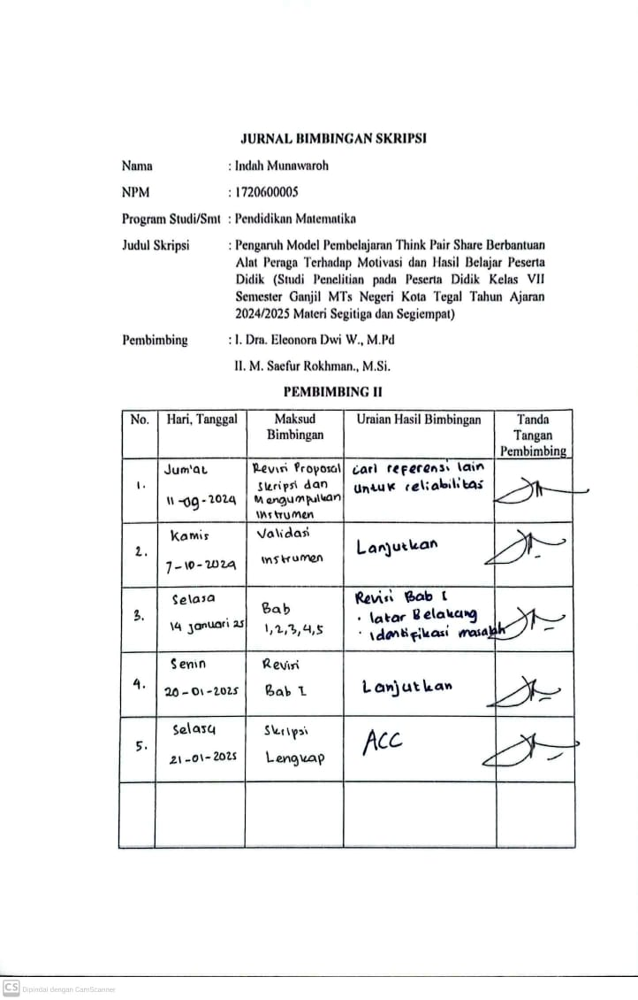 JURNAL BIMBINGAN SKRIPSI
Nama : Indah Munawaroh
NPM : 1720600005
Program Studi/Smt : Pendidikan Matematika
Judul Skripsi : Pengaruh Model Pembelajaran Think Pair Share Berbantuan
Alat Peraga Terhadap Motivasi dan Hasil Belajar Peserta
Didik (Studi Penelitian pada Peserta Didik Kelas VII
Semester Ganjil MTs Negeri Kota Tegal Tahun Ajaran
2024/2025 Materi Segitiga dan Segiempat)
Pembimbing : I. Dra. Eleonora Dwi W., M.Pd
II. M. Saefur Rokhman., M.Si.
PEMBIMBING II
No. Hari, Tanggal Maksud Bimbingan Uraian Hasil Bimbingan Tanda Tangan Pembimbing
1. Jum'at
11-09-2024
Revisi Proposal
Skripsi dan
Mengumpulkan
Instrumen
Cari referensi lain
untuk reliabilitas
2. Kamis
7-10-2024
Validasi
Instrumen
Lanjutkan
3. Selasa
14 Januari 25
Bab
1,2,3,4,5
Revisi Bab I
• latar Belakang
• Identifikasi masalah
4. Senin
20-01-2025
Revisi
Bab I
Lanjutkan
5. Selasa
21-01-2025
Skripsi
Lengkap
ACC
CS Dipindai dengan CamScanner